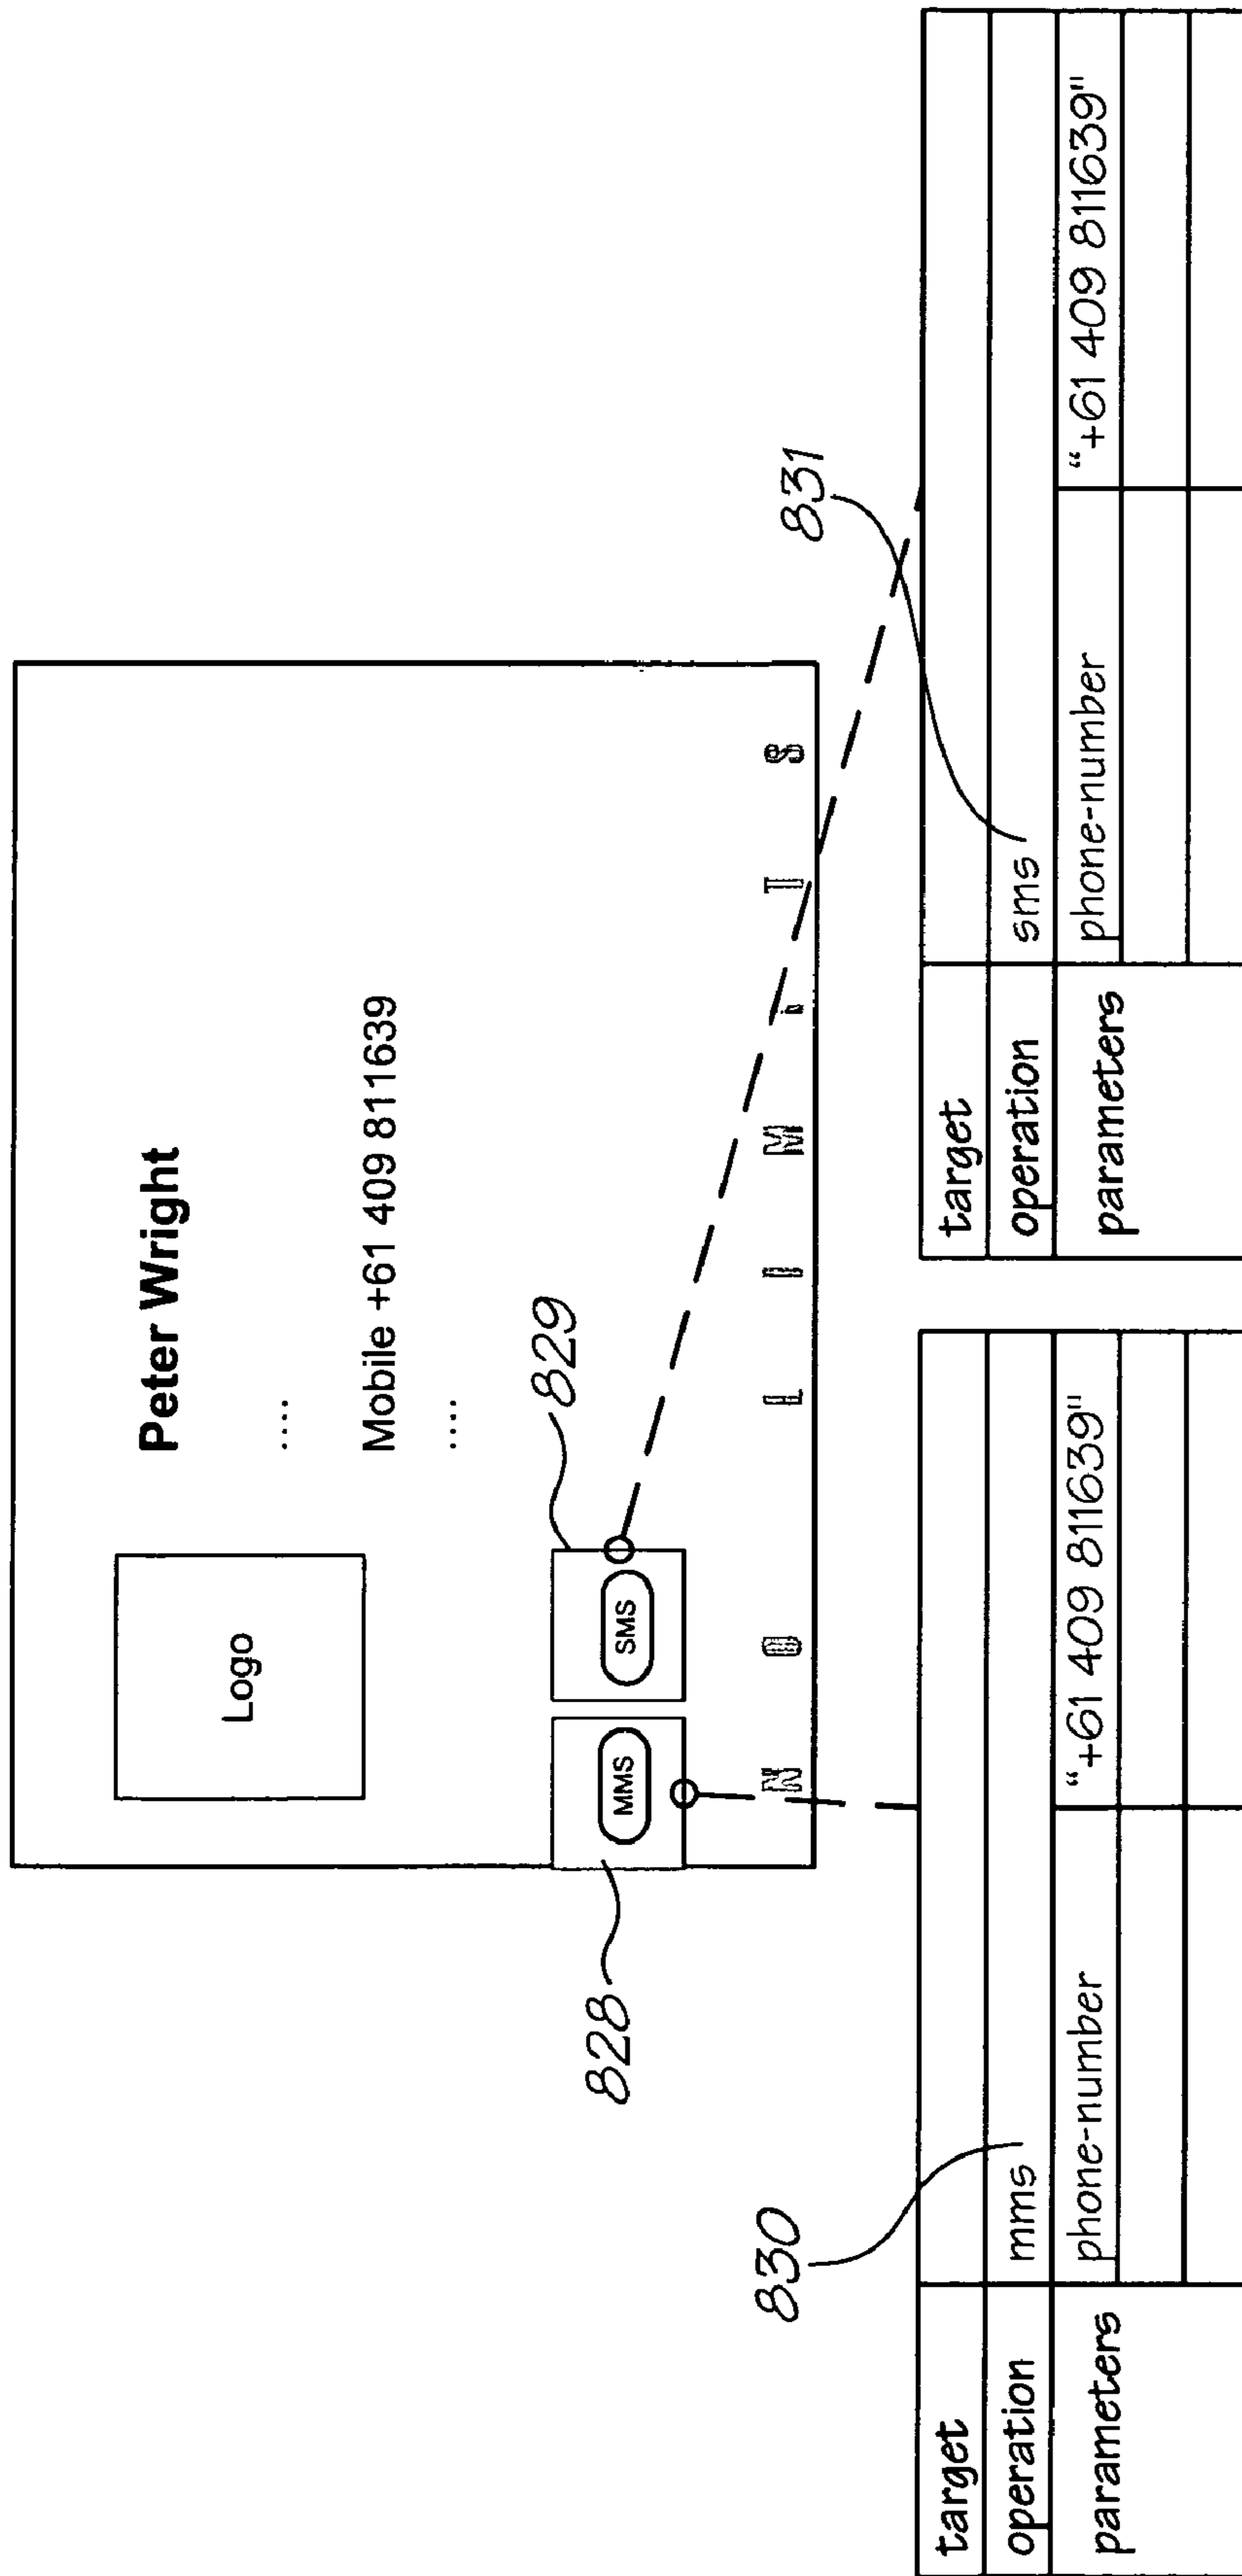 Logo
Peter Wright
....
Mobile +61 409 811639
....
829
828
MMS
SMS
N O L I M i T S
830
831
target
operation mms
parameters phone-number "+61 409 811639"
target
operation sms
parameters phone-number "+61 409 811639"